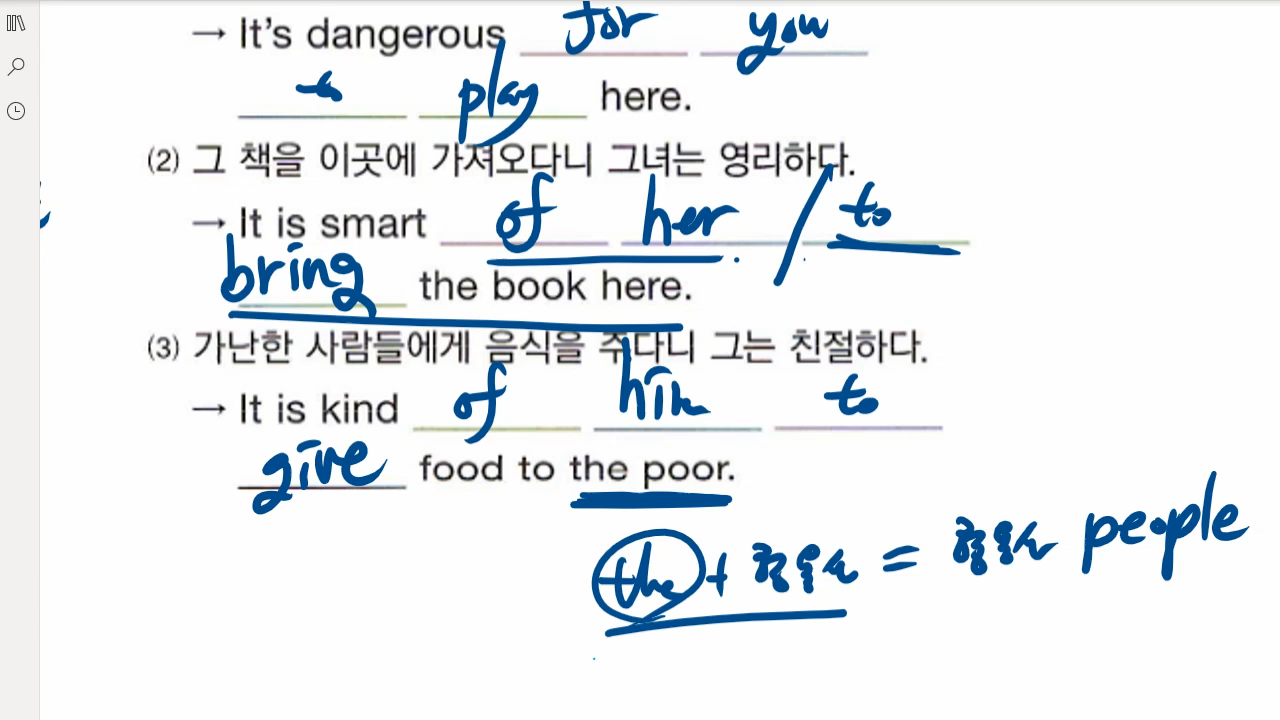 → It's dangerous for you
to play here.
(2) 그 책을 이곳에 가져오다니 그녀는 영리하다.
→ It is smart of her / to
bring the book here.
(3) 가난한 사람들에게 음식을 주다니 그는 친절하다.
→ It is kind of him to
give food to the poor.
the + 형용사 = 형용사 people